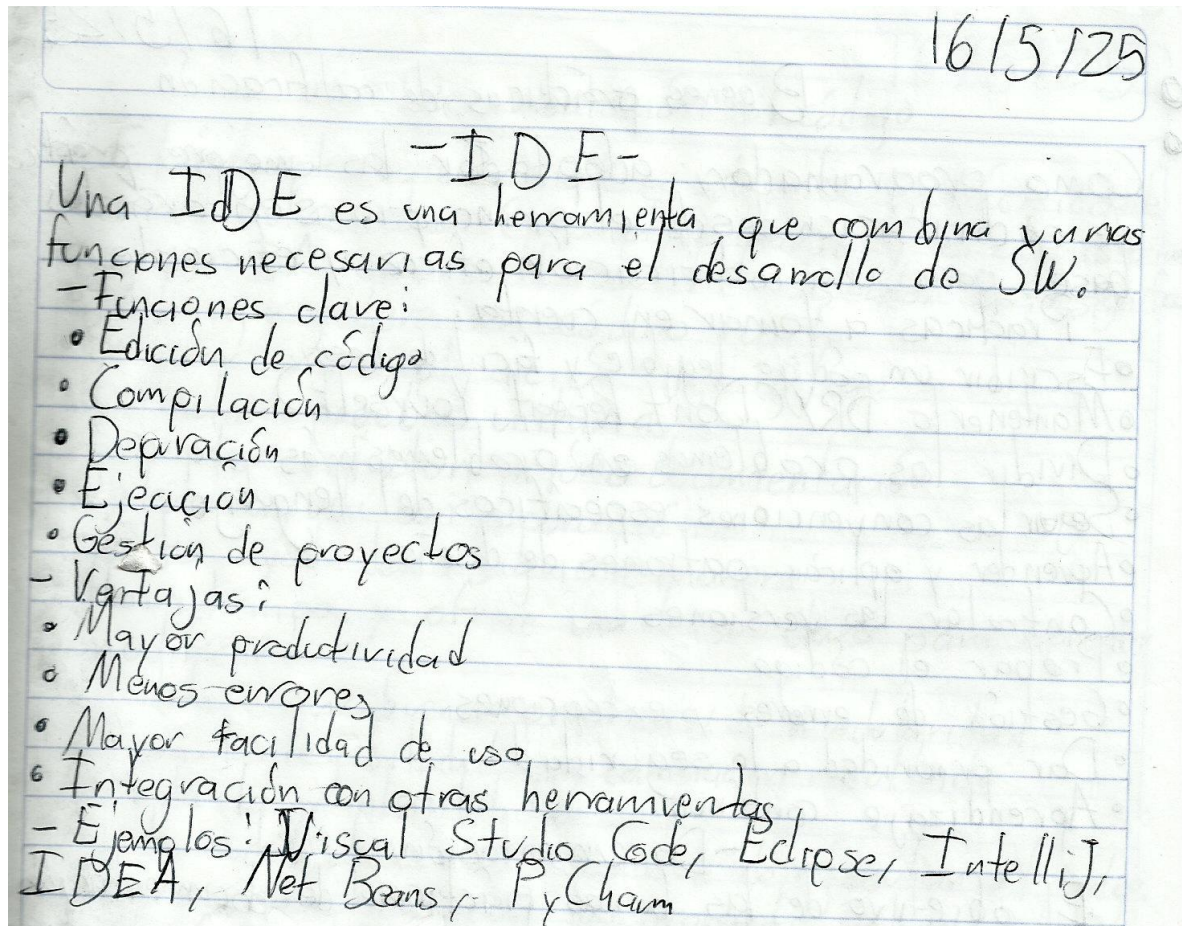 16/5/25
-IDE-
Una IDE es una herramienta que combina varias
funciones necesarias para el desarrollo de SW.
-Funciones clave:
• Edición de código
• Compilación
• Depuración
• Ejecución
• Gestión de proyectos
- Ventajas:
• Mayor productividad
• Menos errores
• Mayor facilidad de uso
• Integración con otras herramientas
- Ejemplos: Visual Studio Code, Eclipse, IntelliJ,
IDEA, Net Beans, PyCharm